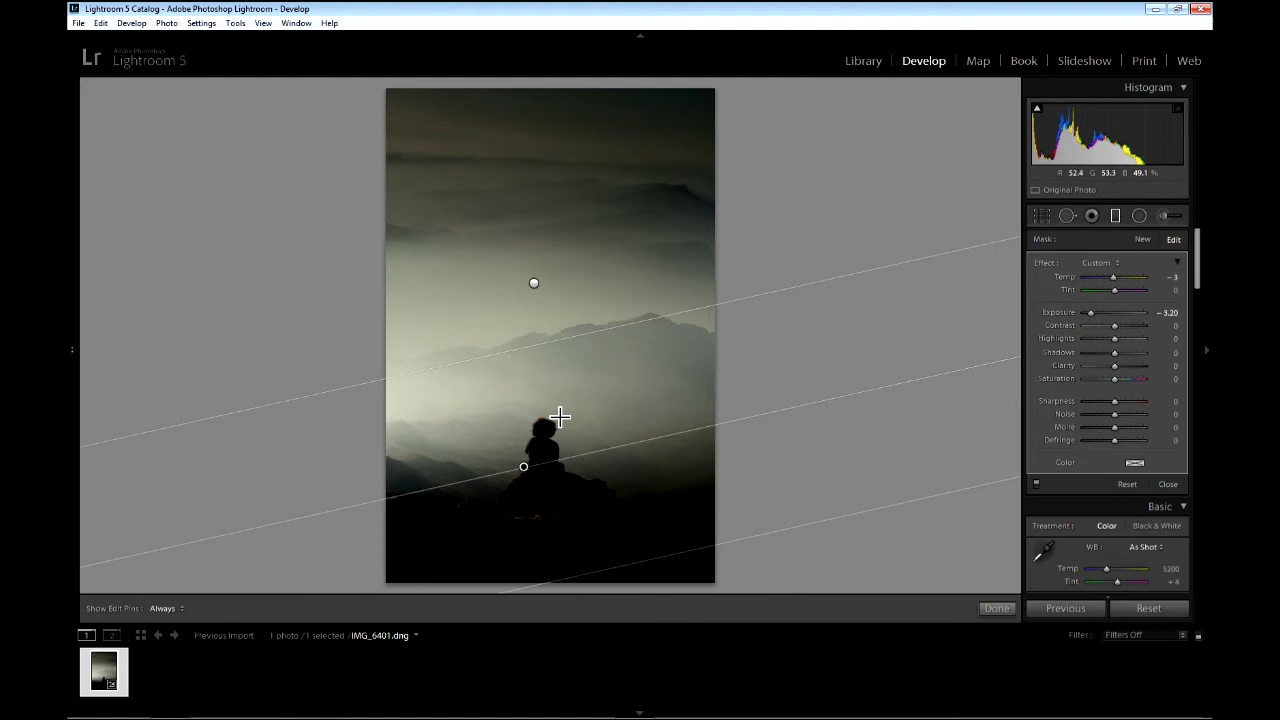 Lightroom 5 Catalog - Adobe Photoshop Lightroom - Develop
File Edit Develop Photo Settings Tools View Window Help
Lr Adobe Photoshop
Lightroom 5
Library Develop Map Book Slideshow Print Web
Histogram
R 52.4 G 53.3 B 49.1 %
Original Photo
Mask : New Edit
Effect : Custom
Temp - 3
Tint 0
Exposure - 3.20
Contrast 0
Highlights 0
Shadows 0
Clarity 0
Saturation 0
Sharpness 0
Noise 0
Moiré 0
Defringe 0
Color
Reset Close
Basic
Treatment : Color Black & White
WB : As Shot
Temp 5200
Tint + 4
Show Edit Pins : Always Done Previous Reset
1 2 Previous Import 1 photo / 1 selected / IMG_6401.dng Filter : Filters Off